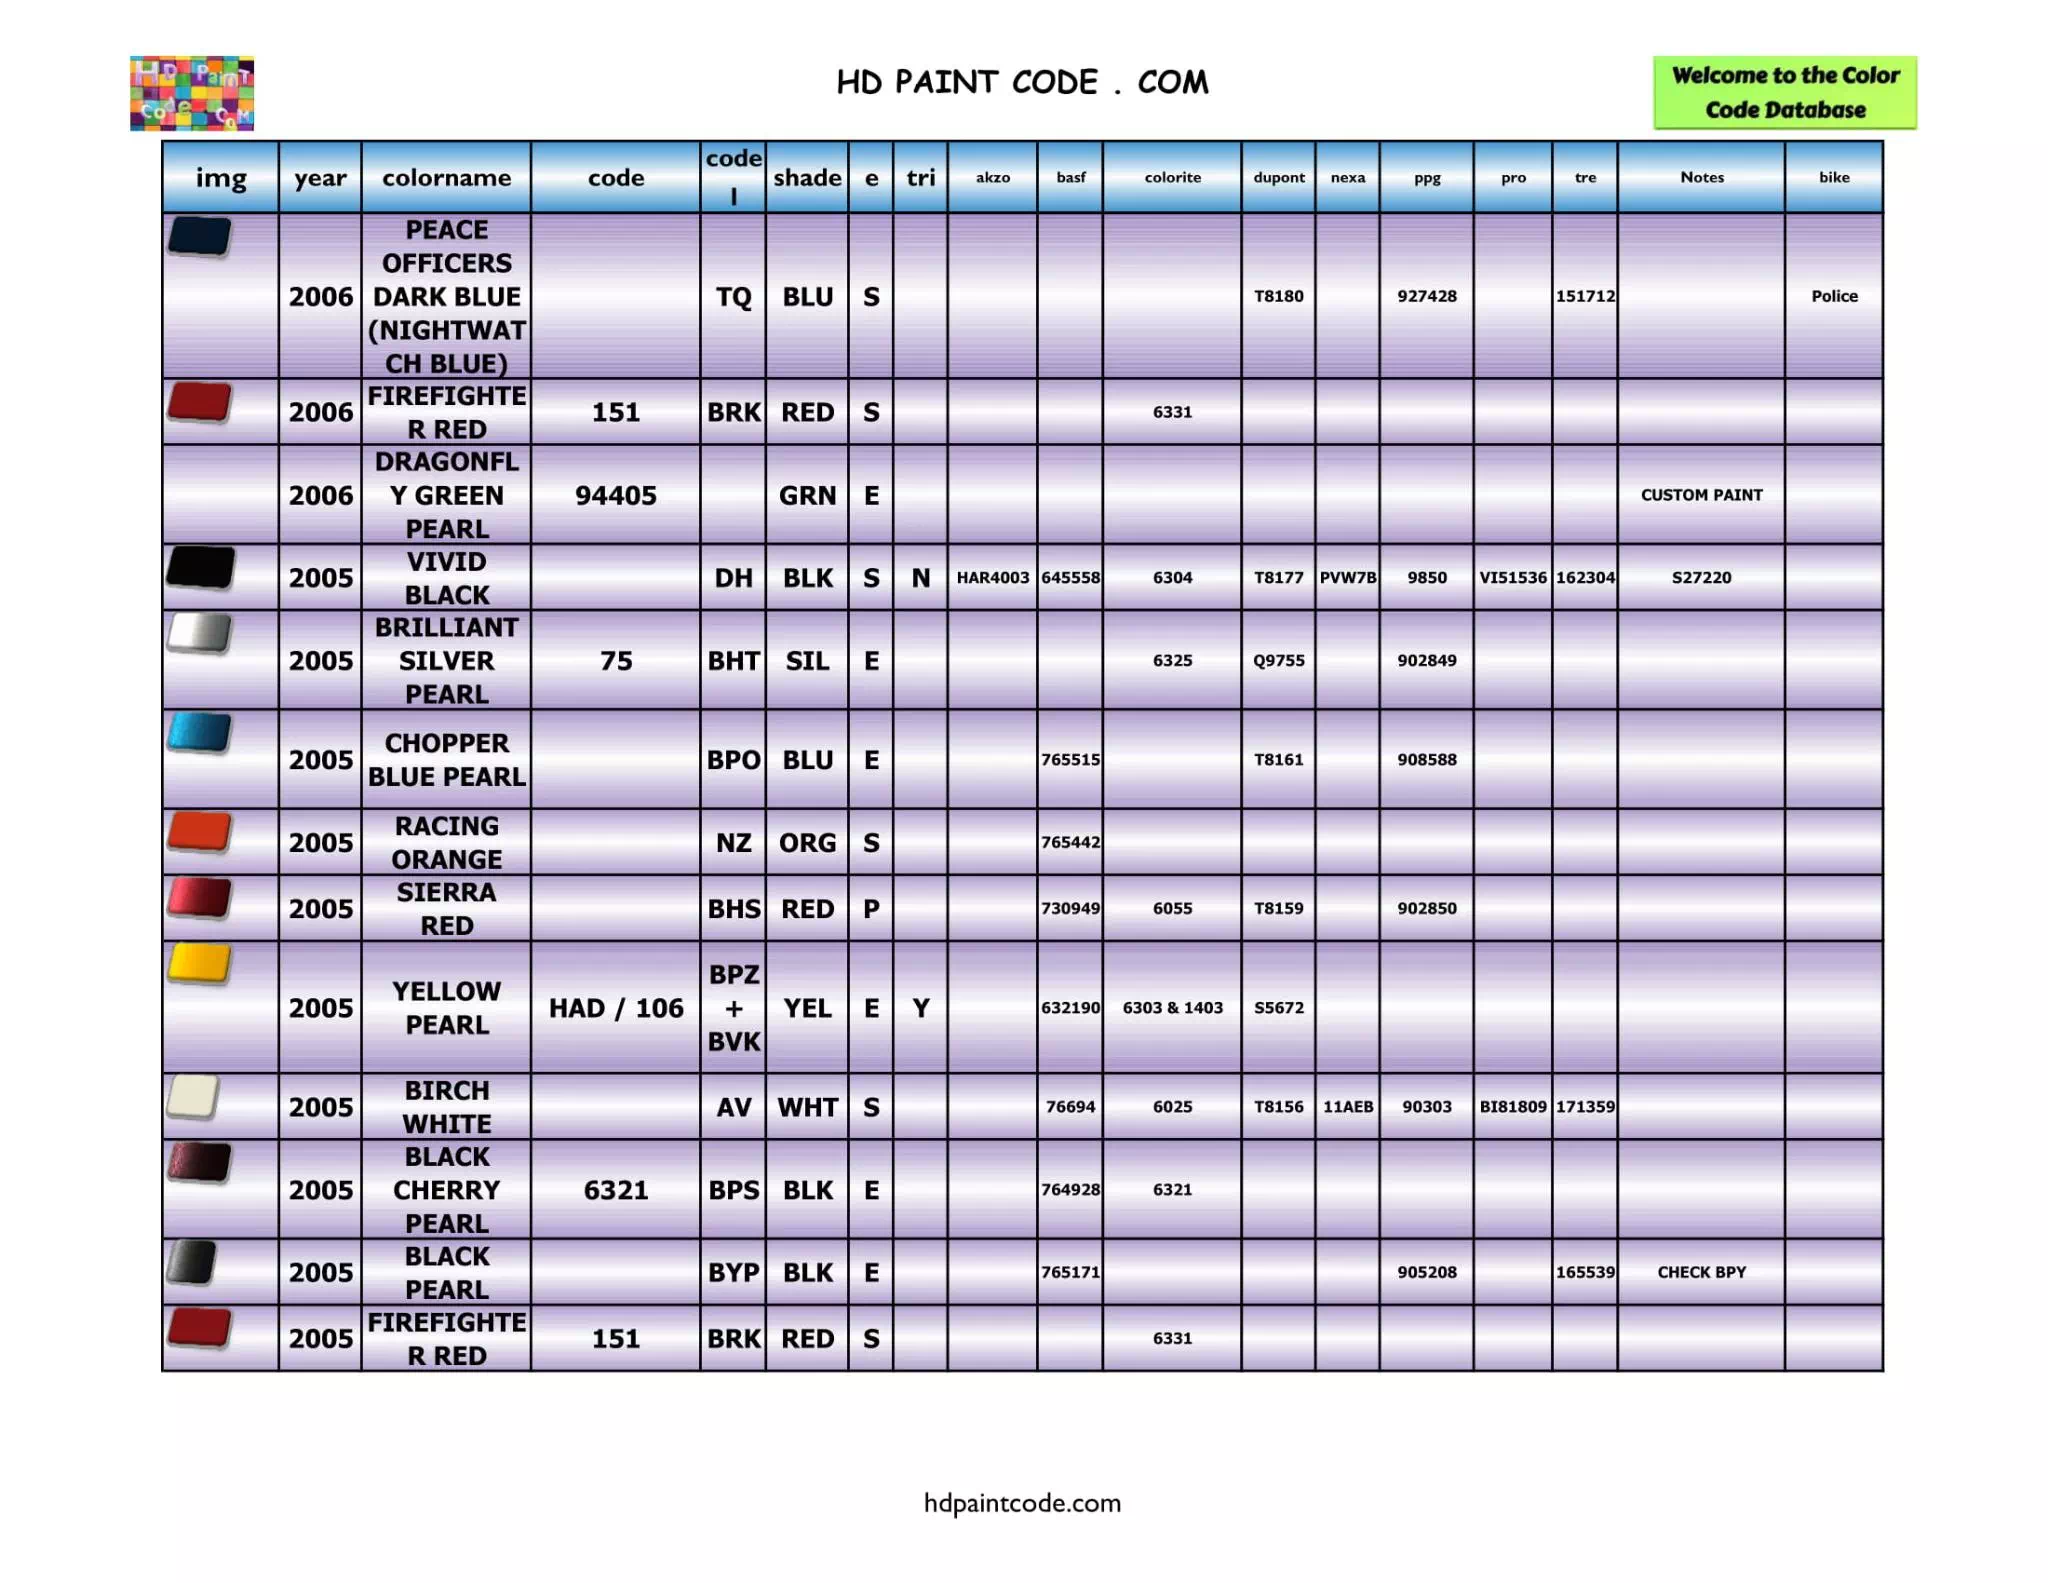 HD PainT
Code
CoM
HD PAINT CODE . COM
Welcome to the Color
Code Database
img year colorname code code l shade e tri akzo basf colorite dupont nexa ppg pro tre Notes bike
PEACE
OFFICERS
2006 DARK BLUE TQ BLU S T8180 927428 151712 Police
(NIGHTWAT
CH BLUE)
FIREFIGHTE
2006 151 BRK RED S 6331
R RED
DRAGONFL
2006 Y GREEN 94405 GRN E CUSTOM PAINT
PEARL
VIVID
2005 DH BLK S N HAR4003 645558 6304 T8177 PVW7B 9850 VI51536 162304 S27220
BLACK
BRILLIANT
2005 SILVER 75 BHT SIL E 6325 Q9755 902849
PEARL
CHOPPER
2005 BPO BLU E 765515 T8161 908588
BLUE PEARL
RACING
2005 NZ ORG S 765442
ORANGE
SIERRA
2005 BHS RED P 730949 6055 T8159 902850
RED
BPZ
YELLOW
2005 HAD / 106 + YEL E Y 632190 6303 & 1403 S5672
PEARL
BVK
BIRCH
2005 AV WHT S 76694 6025 T8156 11AEB 90303 BI81809 171359
WHITE
BLACK
2005 CHERRY 6321 BPS BLK E 764928 6321
PEARL
BLACK
2005 BYP BLK E 765171 905208 165539 CHECK BPY
PEARL
FIREFIGHTE
2005 151 BRK RED S 6331
R RED
hdpaintcode.com